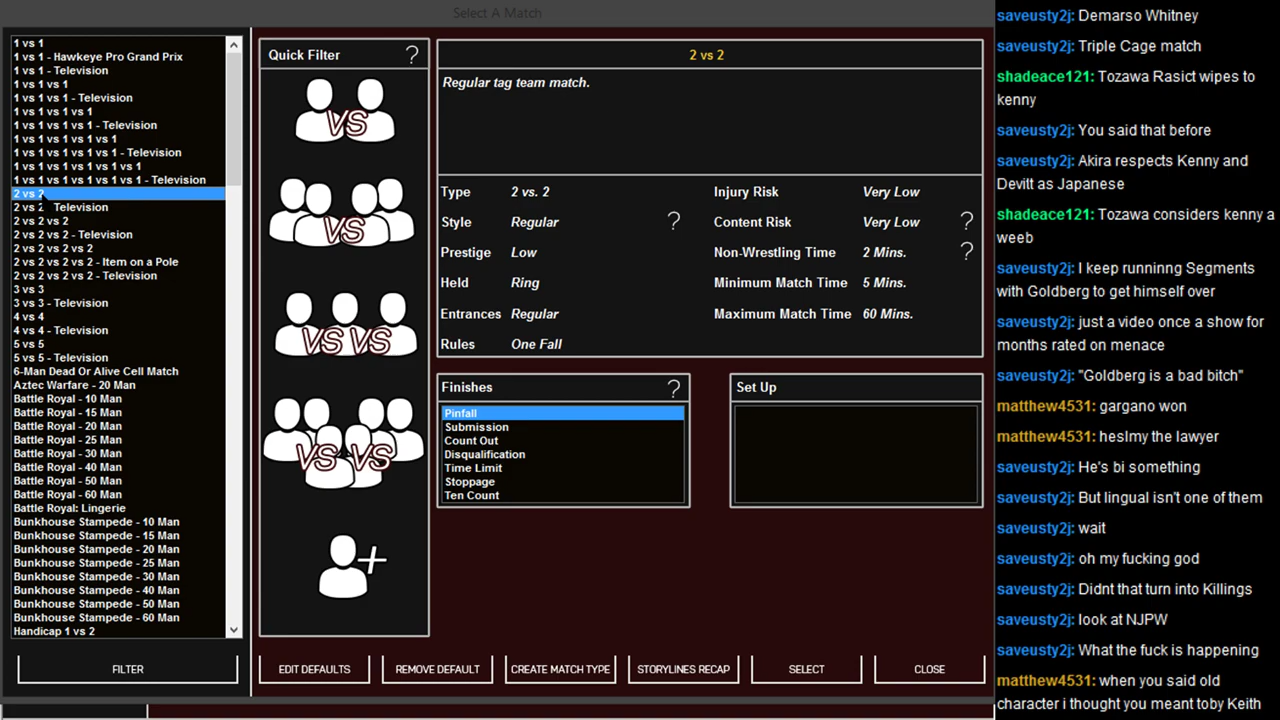 Select A Match
1 vs 1
1 vs 1 - Hawkeye Pro Grand Prix
1 vs 1 - Television
1 vs 1 vs 1
1 vs 1 vs 1 - Television
1 vs 1 vs 1 vs 1
1 vs 1 vs 1 vs 1 - Television
1 vs 1 vs 1 vs 1 vs 1
1 vs 1 vs 1 vs 1 vs 1 - Television
1 vs 1 vs 1 vs 1 vs 1 vs 1
1 vs 1 vs 1 vs 1 vs 1 vs 1 - Television
2 vs 2
2 vs 2 Television
2 vs 2 vs 2
2 vs 2 vs 2 - Television
2 vs 2 vs 2 vs 2
2 vs 2 vs 2 vs 2 - Item on a Pole
2 vs 2 vs 2 vs 2 - Television
3 vs 3
3 vs 3 - Television
4 vs 4
4 vs 4 - Television
5 vs 5
5 vs 5 - Television
6-Man Dead Or Alive Cell Match
Aztec Warfare - 20 Man
Battle Royal - 10 Man
Battle Royal - 15 Man
Battle Royal - 20 Man
Battle Royal - 25 Man
Battle Royal - 30 Man
Battle Royal - 40 Man
Battle Royal - 50 Man
Battle Royal - 60 Man
Battle Royal: Lingerie
Bunkhouse Stampede - 10 Man
Bunkhouse Stampede - 15 Man
Bunkhouse Stampede - 20 Man
Bunkhouse Stampede - 25 Man
Bunkhouse Stampede - 30 Man
Bunkhouse Stampede - 40 Man
Bunkhouse Stampede - 50 Man
Bunkhouse Stampede - 60 Man
Handicap 1 vs 2
FILTER
Quick Filter ?
VS
VS
VS VS
VS VS
+
2 vs 2
Regular tag team match.
Type 2 vs. 2 Injury Risk Very Low
Style Regular ? Content Risk Very Low ?
Prestige Low Non-Wrestling Time 2 Mins. ?
Held Ring Minimum Match Time 5 Mins.
Entrances Regular Maximum Match Time 60 Mins.
Rules One Fall
Finishes ?
Pinfall
Submission
Count Out
Disqualification
Time Limit
Stoppage
Ten Count
Set Up
EDIT DEFAULTS REMOVE DEFAULT CREATE MATCH TYPE STORYLINES RECAP SELECT CLOSE
saveusty2j: Demarso Whitney
saveusty2j: Triple Cage match
shadeace121: Tozawa Rasict wipes to
kenny
saveusty2j: You said that before
saveusty2j: Akira respects Kenny and
Devitt as Japanese
shadeace121: Tozawa considers kenny a
weeb
saveusty2j: I keep runninng Segments
with Goldberg to get himself over
saveusty2j: just a video once a show for
months rated on menace
saveusty2j: "Goldberg is a bad bitch"
matthew4531: gargano won
matthew4531: heslmy the lawyer
saveusty2j: He's bi something
saveusty2j: But lingual isn't one of them
saveusty2j: wait
saveusty2j: oh my fucking god
saveusty2j: Didnt that turn into Killings
saveusty2j: look at NJPW
saveusty2j: What the fuck is happening
matthew4531: when you said old
character i thought you meant toby Keith